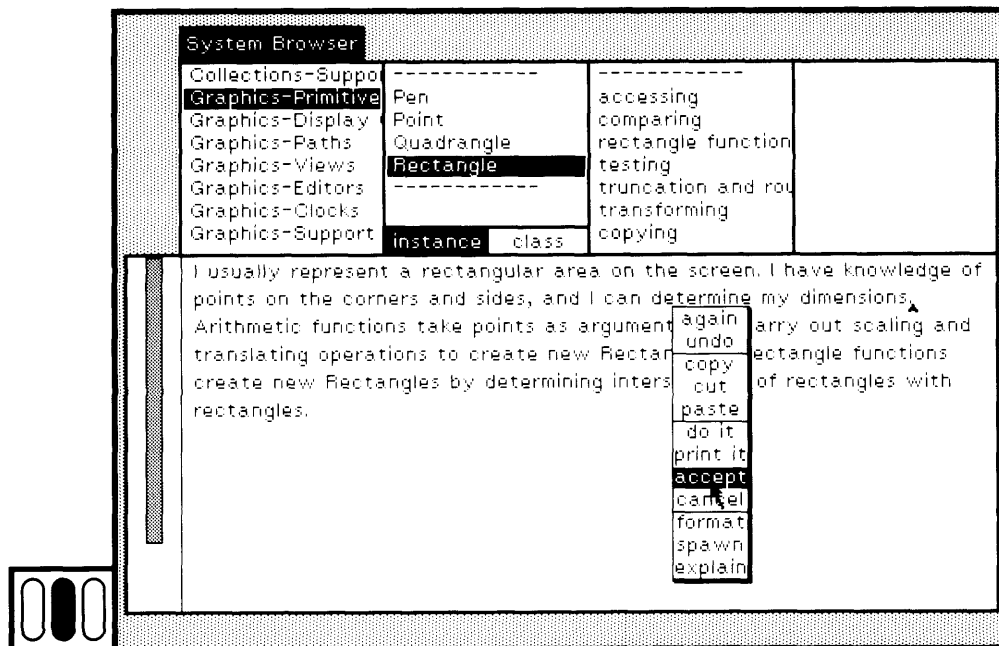 System Browser
Collections-Suppo
Graphics-Primitive
Graphics-Display
Graphics-Paths
Graphics-Views
Graphics-Editors
Graphics-Clocks
Graphics-Support
------------
Pen
Point
Quadrangle
Rectangle
------------
instance class
------------
accessing
comparing
rectangle function
testing
truncation and rou
transforming
copying
I usually represent a rectangular area on the screen. I have knowledge of
points on the corners and sides, and I can determine my dimensions.
Arithmetic functions take points as argument arry out scaling and
translating operations to create new Rectan ectangle functions
create new Rectangles by determining inters of rectangles with
rectangles.
again
undo
copy
cut
paste
do it
print it
accept
cancel
format
spawn
explain